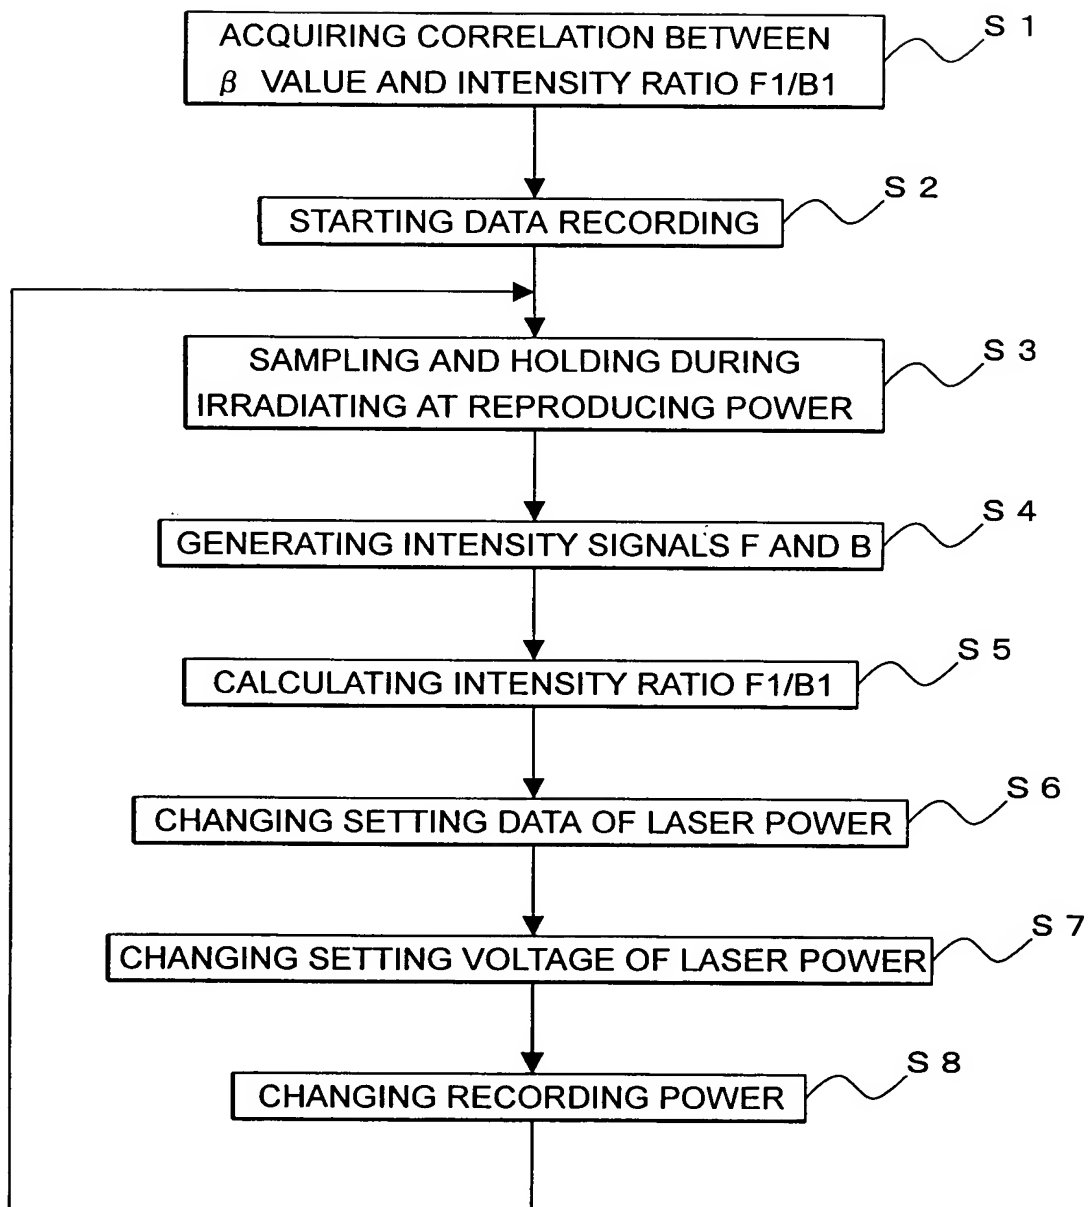 ACQUIRING CORRELATION BETWEEN
β VALUE AND INTENSITY RATIO F1/B1
S 1
STARTING DATA RECORDING
S 2
SAMPLING AND HOLDING DURING
IRRADIATING AT REPRODUCING POWER
S 3
GENERATING INTENSITY SIGNALS F AND B
S 4
CALCULATING INTENSITY RATIO F1/B1
S 5
CHANGING SETTING DATA OF LASER POWER
S 6
CHANGING SETTING VOLTAGE OF LASER POWER
S 7
CHANGING RECORDING POWER
S 8